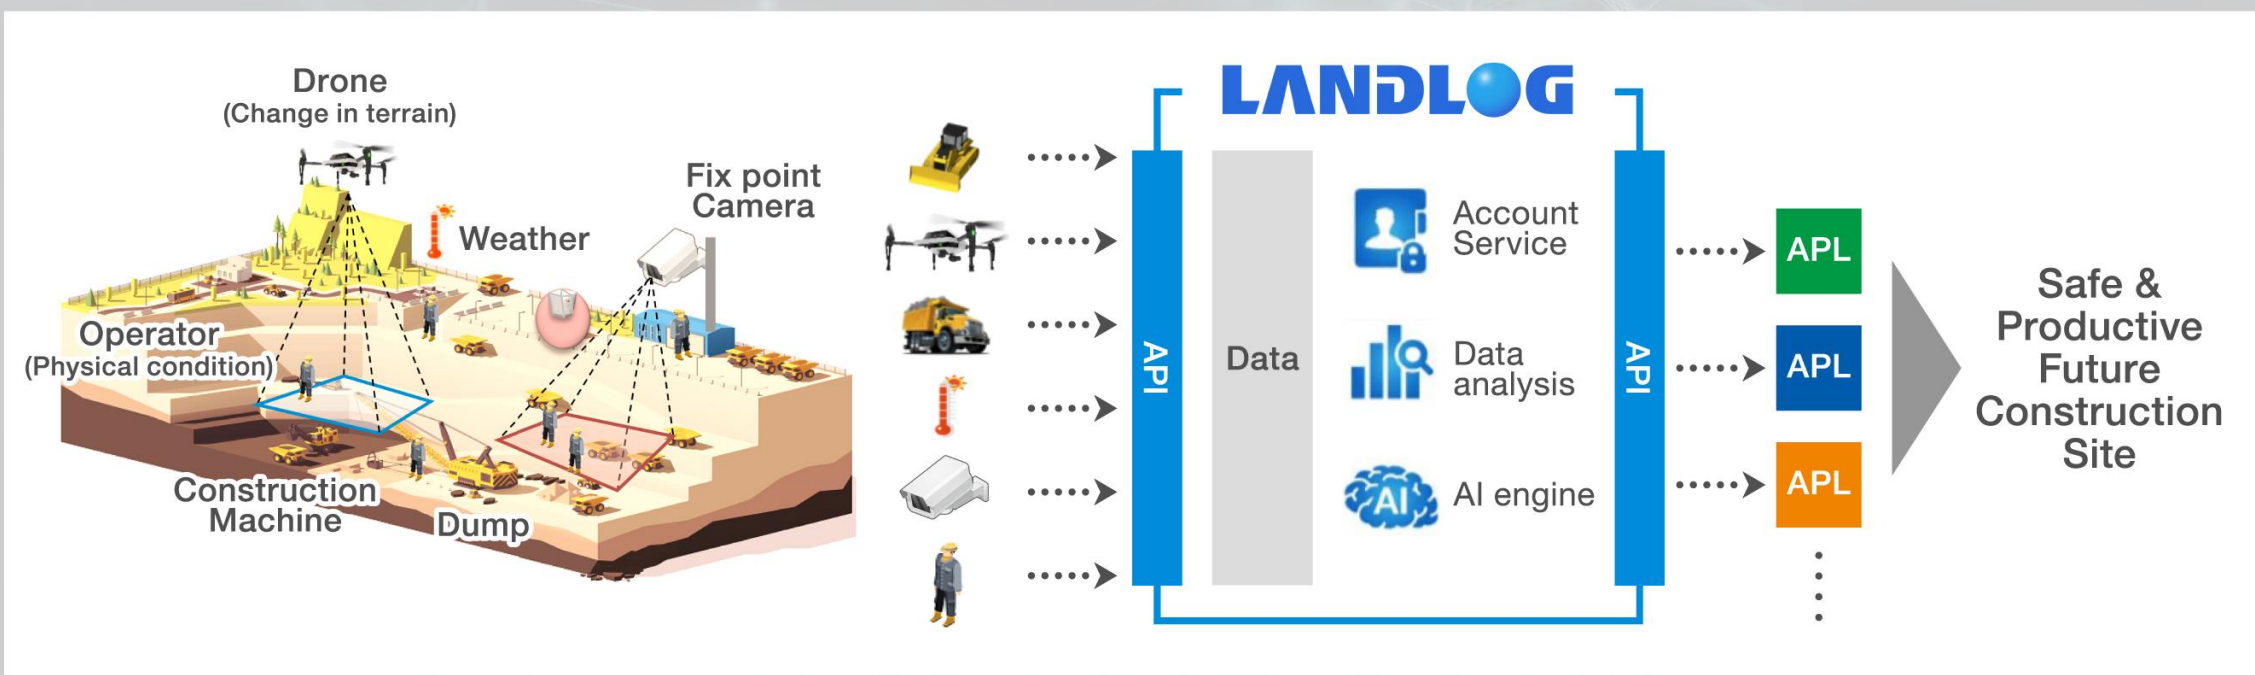 Drone
(Change in terrain)
Weather
Fix point
Camera
Operator
(Physical condition)
Construction
Machine
Dump
LANDLOG
API
Data
Account
Service
Data
analysis
AI
AI engine
API
APL
APL
APL
Safe &
Productive
Future
Construction
Site